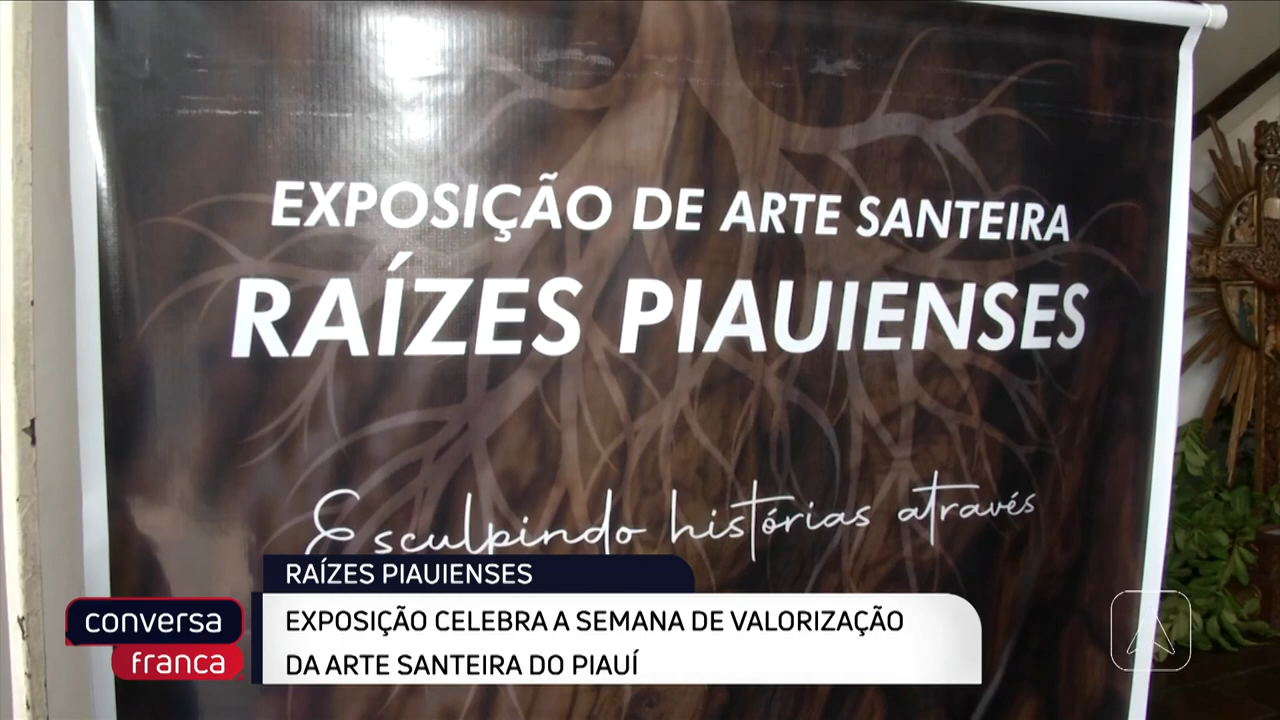 EXPOSIÇÃO DE ARTE SANTEIRA
RAÍZES PIAUIENSES
Esculpindo histórias através
RAÍZES PIAUIENSES
conversa
franca
EXPOSIÇÃO CELEBRA A SEMANA DE VALORIZAÇÃO
DA ARTE SANTEIRA DO PIAUÍ